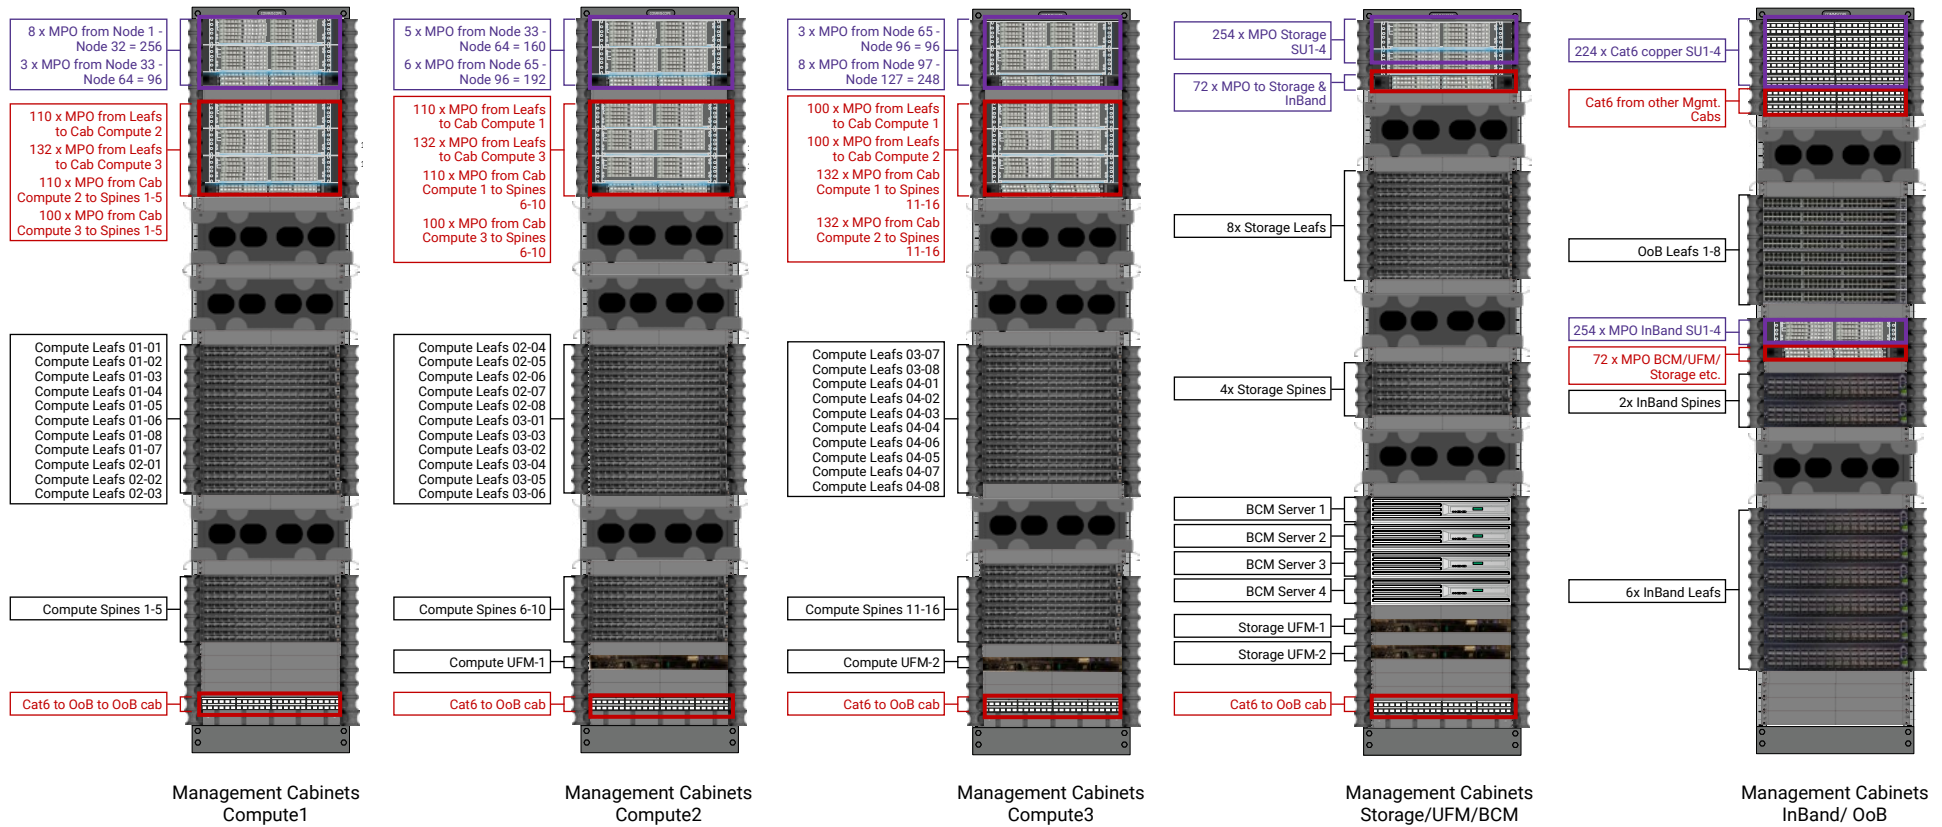 8 x MPO from Node 1 -
Node 32 = 256
3 x MPO from Node 33 -
Node 64 = 96
110 x MPO from Leafs
to Cab Compute 2
132 x MPO from Leafs
to Cab Compute 3
110 x MPO from Cab
Compute 2 to Spines 1-5
100 x MPO from Cab
Compute 3 to Spines 1-5
Compute Leafs 01-01
Compute Leafs 01-02
Compute Leafs 01-03
Compute Leafs 01-04
Compute Leafs 01-05
Compute Leafs 01-06
Compute Leafs 01-08
Compute Leafs 01-07
Compute Leafs 02-01
Compute Leafs 02-02
Compute Leafs 02-03
Compute Spines 1-5
Cat6 to OoB to OoB cab
Management Cabinets
Compute1
5 x MPO from Node 33 -
Node 64 = 160
6 x MPO from Node 65 -
Node 96 = 192
110 x MPO from Leafs
to Cab Compute 1
132 x MPO from Leafs
to Cab Compute 3
110 x MPO from Cab
Compute 1 to Spines
6-10
100 x MPO from Cab
Compute 3 to Spines
6-10
Compute Leafs 02-04
Compute Leafs 02-05
Compute Leafs 02-06
Compute Leafs 02-07
Compute Leafs 02-08
Compute Leafs 03-01
Compute Leafs 03-03
Compute Leafs 03-02
Compute Leafs 03-04
Compute Leafs 03-05
Compute Leafs 03-06
Compute Spines 6-10
Compute UFM-1
Cat6 to OoB cab
Management Cabinets
Compute2
3 x MPO from Node 65 -
Node 96 = 96
8 x MPO from Node 97 -
Node 127 = 248
100 x MPO from Leafs
to Cab Compute 1
100 x MPO from Leafs
to Cab Compute 2
132 x MPO from Cab
Compute 1 to Spines
11-16
132 x MPO from Cab
Compute 2 to Spines
11-16
Compute Leafs 03-07
Compute Leafs 03-08
Compute Leafs 04-01
Compute Leafs 04-02
Compute Leafs 04-03
Compute Leafs 04-04
Compute Leafs 04-06
Compute Leafs 04-05
Compute Leafs 04-07
Compute Leafs 04-08
Compute Spines 11-16
Compute UFM-2
Cat6 to OoB cab
Management Cabinets
Compute3
254 x MPO Storage
SU1-4
72 x MPO to Storage &
InBand
8x Storage Leafs
4x Storage Spines
BCM Server 1
BCM Server 2
BCM Server 3
BCM Server 4
Storage UFM-1
Storage UFM-2
Cat6 to OoB cab
Management Cabinets
Storage/UFM/BCM
224 x Cat6 copper SU1-4
Cat6 from other Mgmt.
Cabs
OoB Leafs 1-8
254 x MPO InBand SU1-4
72 x MPO BCM/UFM/
Storage etc.
2x InBand Spines
6x InBand Leafs
Management Cabinets
InBand/ OoB